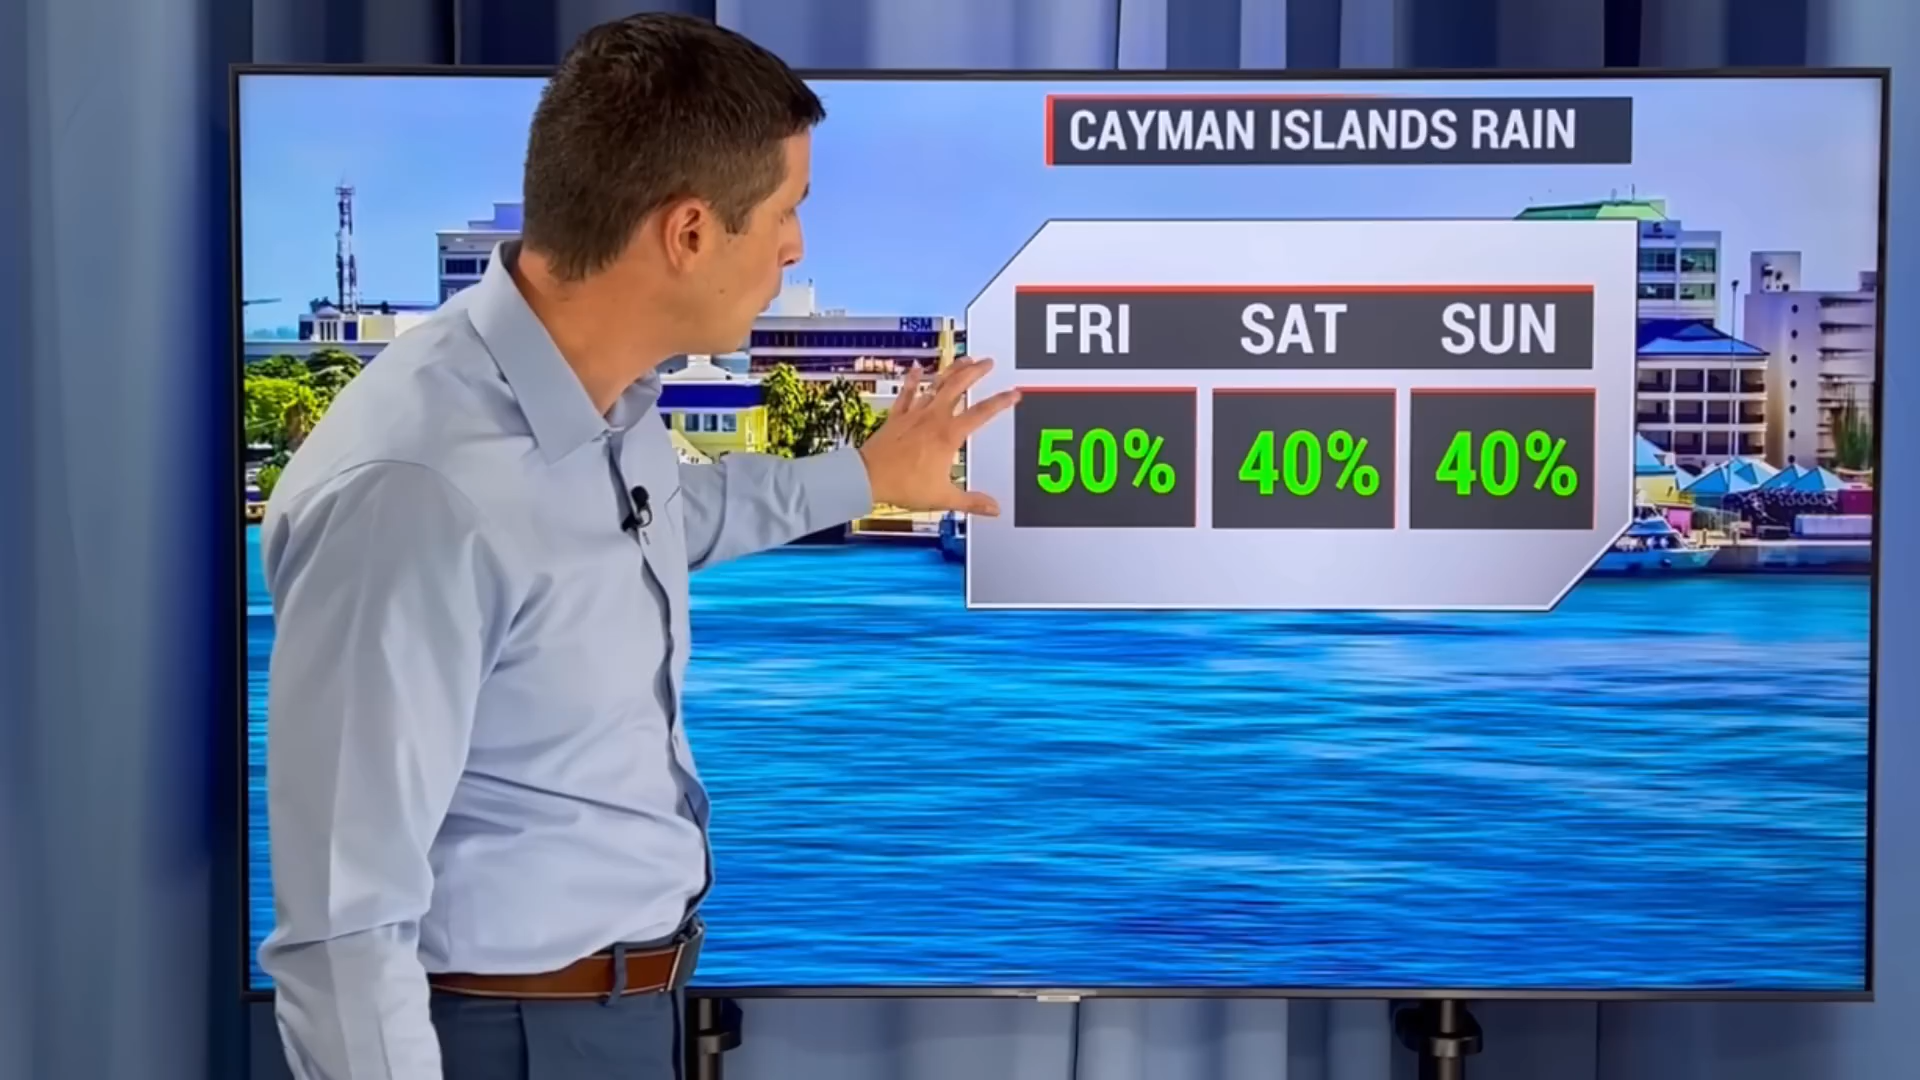 CAYMAN ISLANDS RAIN
FRI SAT SUN
50% 40% 40%
HSM